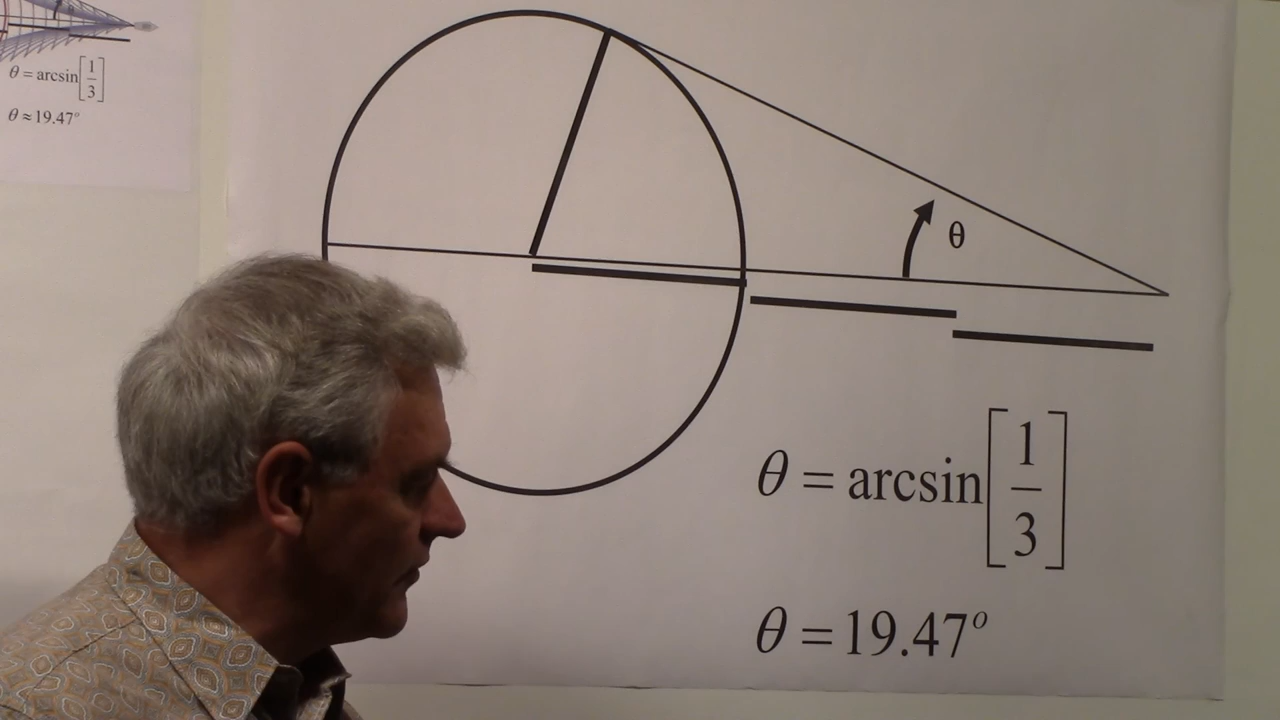 θ = arcsin[1/3]
θ ≈ 19.47°
θ
θ = arcsin[1/3]
θ = 19.47°